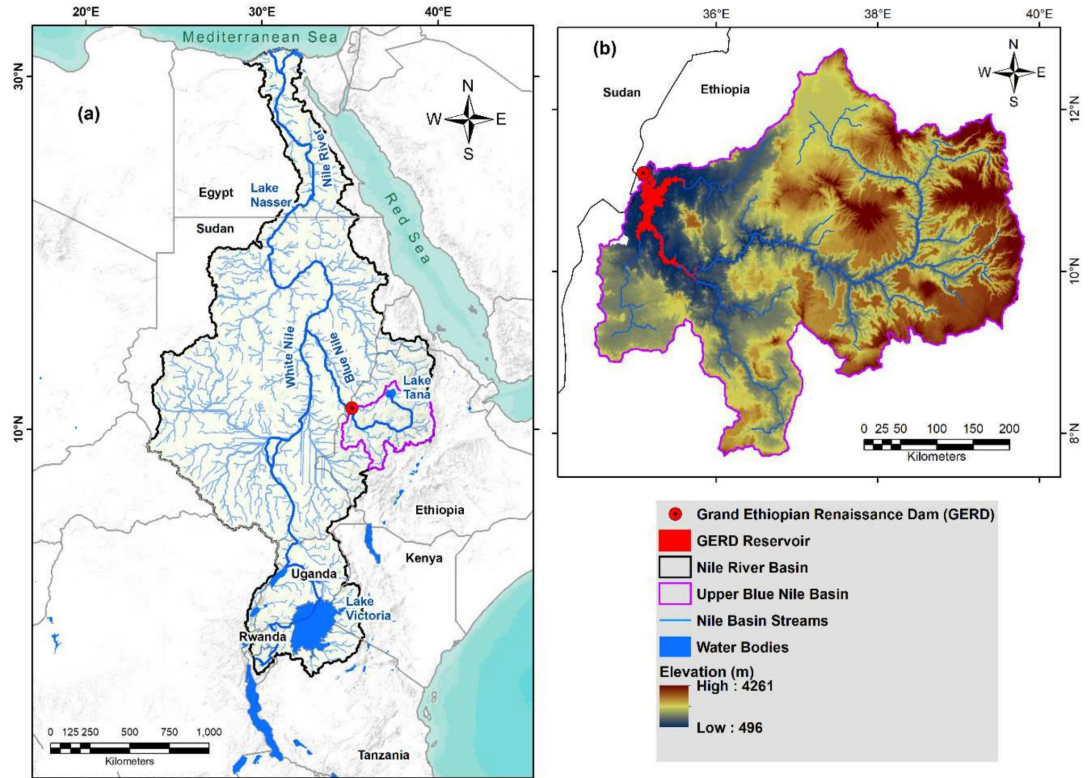 20°E
30°E
40°E
Mediterranean Sea
30°N
(a)
N
W
E
S
Nile River
Egypt
Lake
Nasser
Sudan
Red Sea
White Nile
Blue Nile
Lake
Tana
10°N
Ethiopia
Kenya
Uganda
Lake
Victoria
Rwanda
0 125 250 500 750 1,000
Kilometers
Tanzania
36°E
38°E
40°E
(b)
N
W
E
S
Sudan
Ethiopia
12°N
10°N
8°N
0 25 50 100 150 200
Kilometers
Grand Ethiopian Renaissance Dam (GERD)
GERD Reservoir
Nile River Basin
Upper Blue Nile Basin
Nile Basin Streams
Water Bodies
Elevation (m)
High : 4261
Low : 496